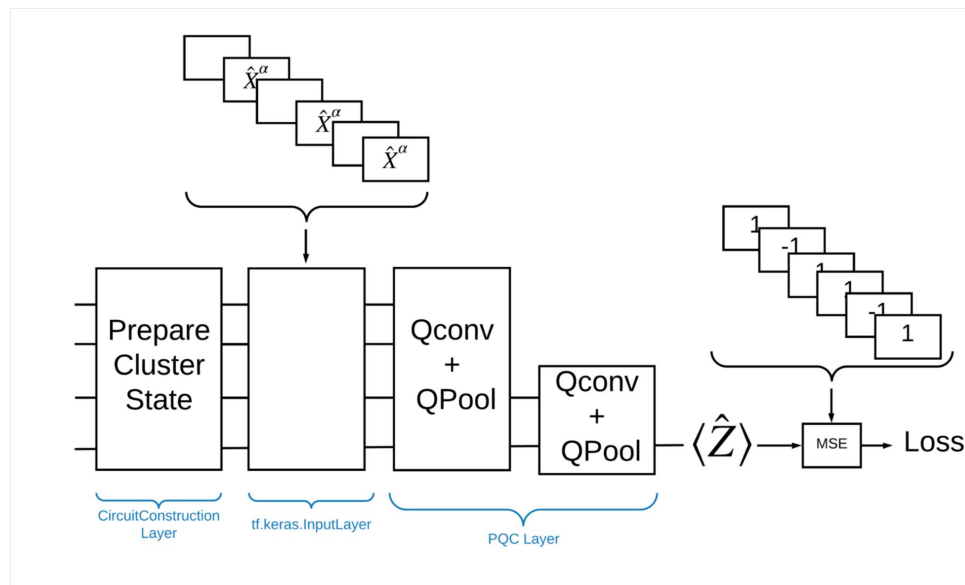 X̂^α
X̂^α
X̂^α
1
-1
1
1
-1
1
Prepare
Cluster
State
Qconv
+
QPool
Qconv
+
QPool
⟨Ẑ⟩
MSE
Loss
CircuitConstruction
Layer
tf.keras.InputLayer
PQC Layer